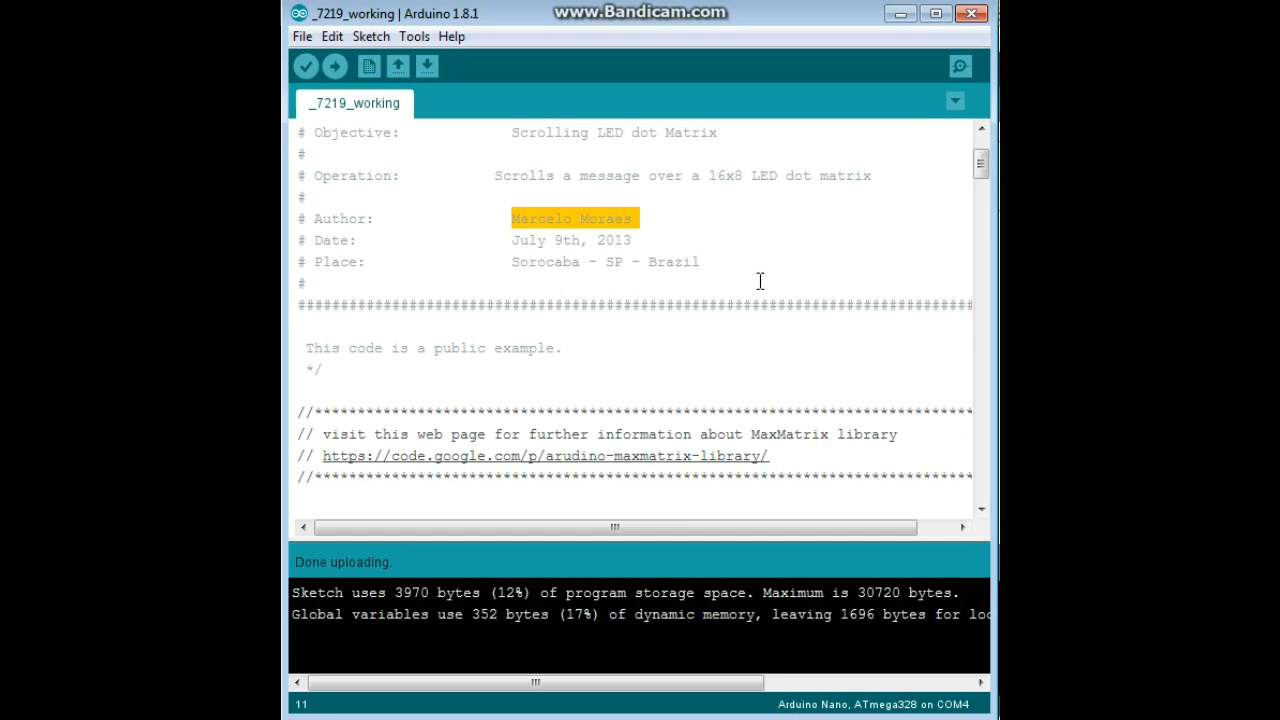 _7219_working | Arduino 1.8.1
www.Bandicam.com
File Edit Sketch Tools Help
_7219_working
# Objective: Scrolling LED dot Matrix
#
# Operation: Scrolls a message over a 16x8 LED dot matrix
#
# Author: Marcelo Moraes
# Date: July 9th, 2013
# Place: Sorocaba - SP - Brazil
#
###############################################################################
This code is a public example.
*/
//*****************************************************************************
// visit this web page for further information about MaxMatrix library
// https://code.google.com/p/arudino-maxmatrix-library/
//*****************************************************************************
Done uploading.
Sketch uses 3970 bytes (12%) of program storage space. Maximum is 30720 bytes.
Global variables use 352 bytes (17%) of dynamic memory, leaving 1696 bytes for loc
11
Arduino Nano, ATmega328 on COM4